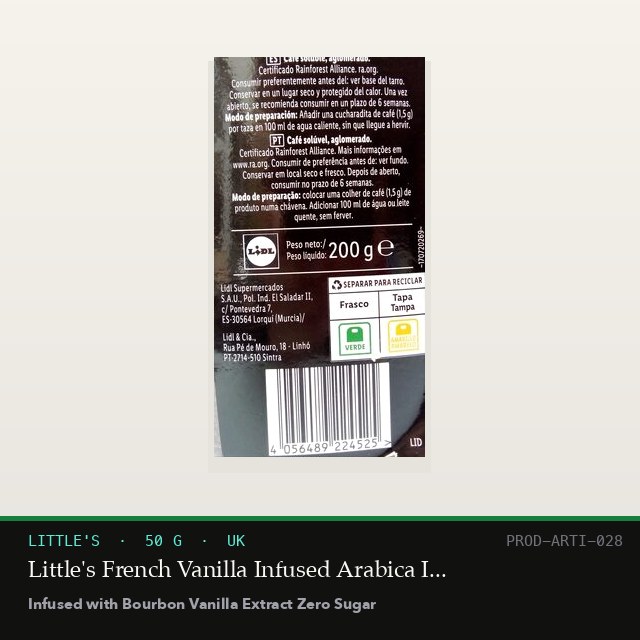 ES Café soluble, aglomerado.
Certificado Rainforest Alliance. ra.org.
Consumir preferentemente antes del: ver base del tarro.
Conservar en un lugar seco y protegido del calor. Una vez
abierto, se recomienda consumir en un plazo de 6 semanas.
Modo de preparación: Añadir una cucharadita de café (1,5 g)
por taza en 100 ml de agua caliente, sin que llegue a hervir.
PT Café solúvel, aglomerado.
Certificado Rainforest Alliance. Mais informações em
www.ra.org. Consumir de preferência antes de: ver fundo.
Conservar em local seco e fresco. Depois de aberto,
consumir no prazo de 6 semanas.
Modo de preparação: colocar uma colher de café (1,5 g) de
produto numa chávena. Adicionar 100 ml de água ou leite
quente, sem ferver.
LIDL
Peso neto:/
Peso líquido: 200 g e
-170720269-
Lidl Supermercados
S.A.U., Pol. Ind. El Saladar II,
c/ Pontevedra 7,
ES-30564 Lorquí (Murcia)/
Lidl & Cia.,
Rua Pé de Mouro, 18 - Linhó
PT-2714-510 Sintra
SEPARAR PARA RECICLAR
Frasco
Tapa
Tampa
VERDE
AMARILLO
4 056489 224525 >
LID
LITTLE'S · 50 G · UK
PROD-ARTI-028
Little's French Vanilla Infused Arabica I...
Infused with Bourbon Vanilla Extract Zero Sugar